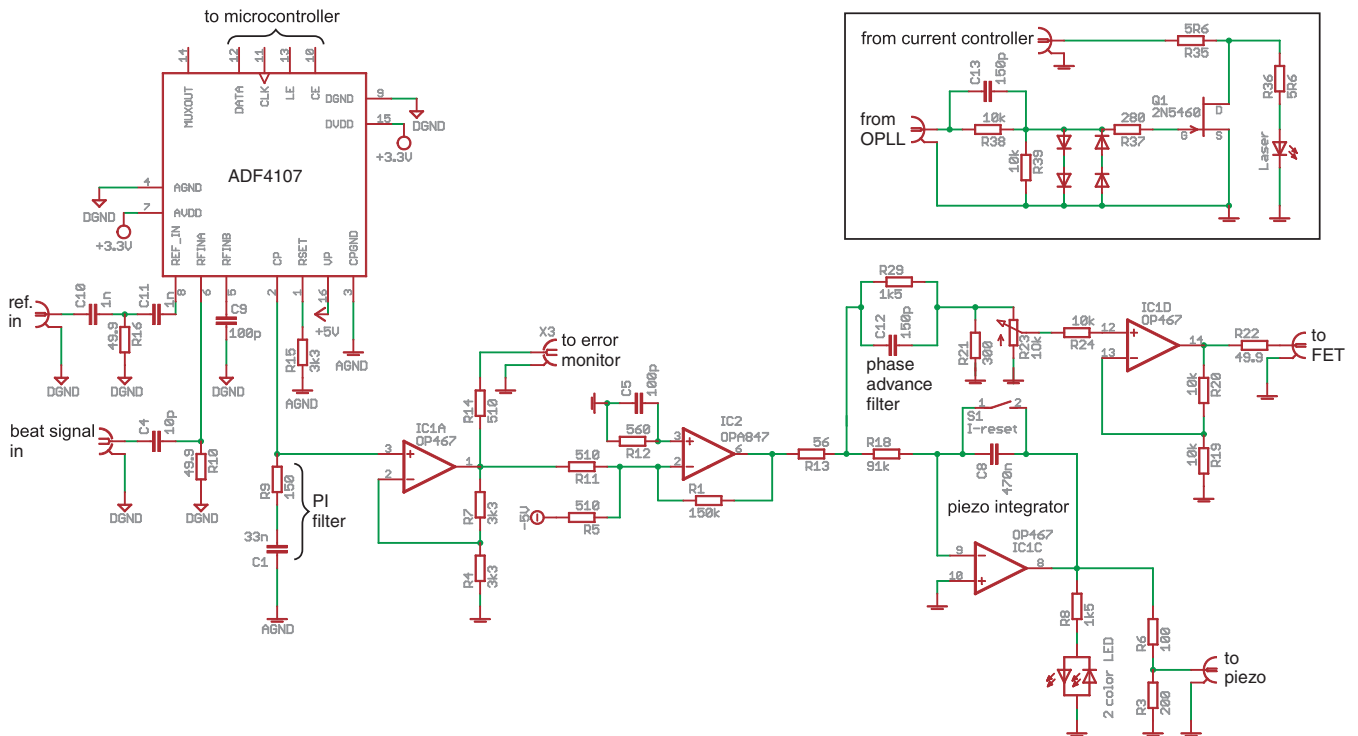 to microcontroller
14
12
11
13
10
MUXOUT
DATA
CLK
LE
CE
DGND
9
DGND
DVDD
15
+3.3V
ADF4107
4
AGND
DGND
7
AVDD
+3.3V
REF_IN
RFINA
RFINB
CP
RSET
VP
CPGND
8
6
5
2
1
16
3
ref.
in
C10
1n
C11
1n
49.9
R16
C9
100p
+5V
R15
3k3
AGND
AGND
DGND
DGND
DGND
beat signal
in
C4
10p
49.9
R10
DGND
DGND
R9
150
PI
filter
33n
C1
AGND
X3
to error
monitor
R14
510
IC1A
OP467
3
2
1
R7
3k3
R4
3k3
510
R11
-5V
510
R5
C5
100p
560
R12
IC2
OPA847
3
2
6
R1
150k
56
R13
R18
91k
R29
1k5
C12
150p
phase
advance
filter
R21
300
R23
10k
10k
R24
IC1D
OP467
12
13
14
R22
49.9
to
FET
10k
R20
10k
R19
1
2
S1
I-reset
C8
470n
piezo integrator
OP467
IC1C
9
10
8
R8
1k5
2 color LED
R6
100
R3
200
to
piezo
from current controller
5R6
R35
C13
150p
from
OPLL
10k
R38
10k
R39
280
R37
Q1
2N5460
D
G
S
R36
5R6
Laser